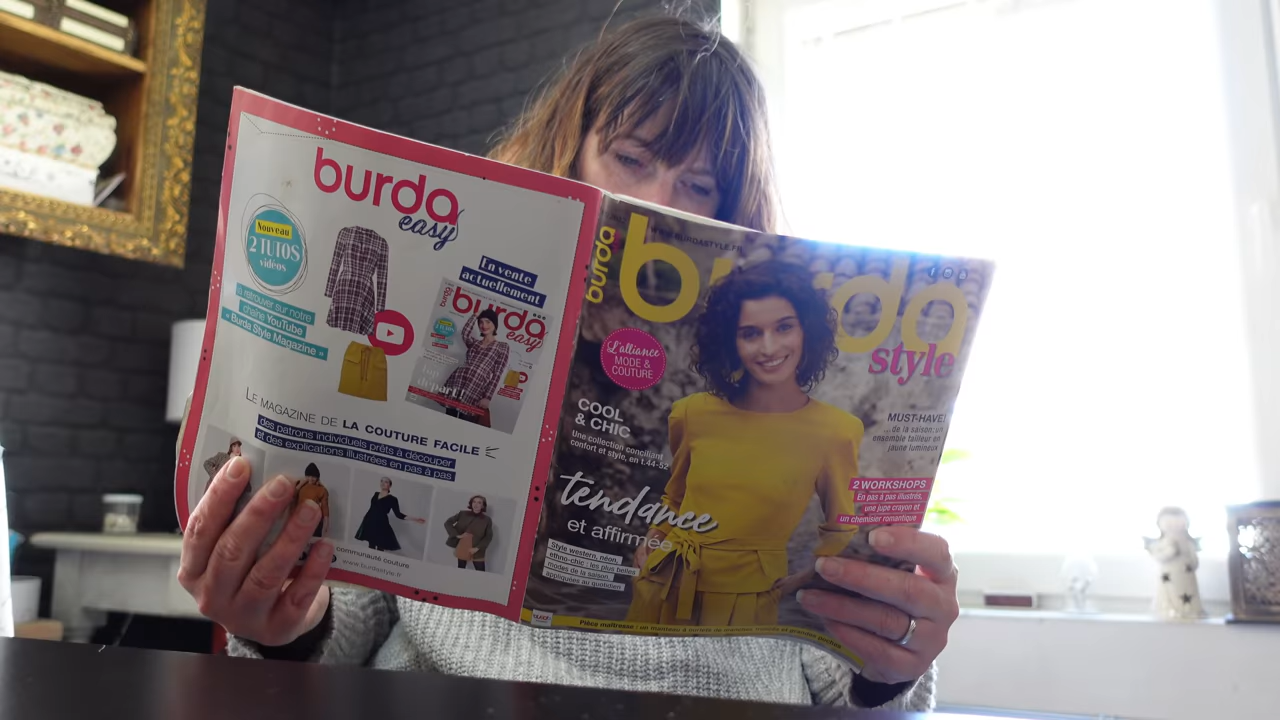 burda
easy
Nouveau
2 TUTOS
vidéos
à retrouver sur notre
chaîne YouTube
« Burda Style Magazine »
En vente
actuellement
burda
easy
LE MAGAZINE DE LA COUTURE FACILE
des patrons individuels prêts à découper
et des explications illustrées en pas à pas
communauté couture
www.burdastyle.fr
burda
WWW.BURDASTYLE.FR
burda
style
L'alliance
MODE &
COUTURE
COOL
& CHIC
Une collection conciliant
confort et style, en t.44-52
tendance
et affirmée
Style western, néon,
ethno-chic : les plus belles
modes de la saison,
appliquées au quotidien.
MUST-HAVE!
... de la saison: un
ensemble tailleur en
jaune lumineux
2 WORKSHOPS
En pas à pas illustrés,
une jupe crayon et
un chemisier romantique
Pièce maîtresse : un manteau à